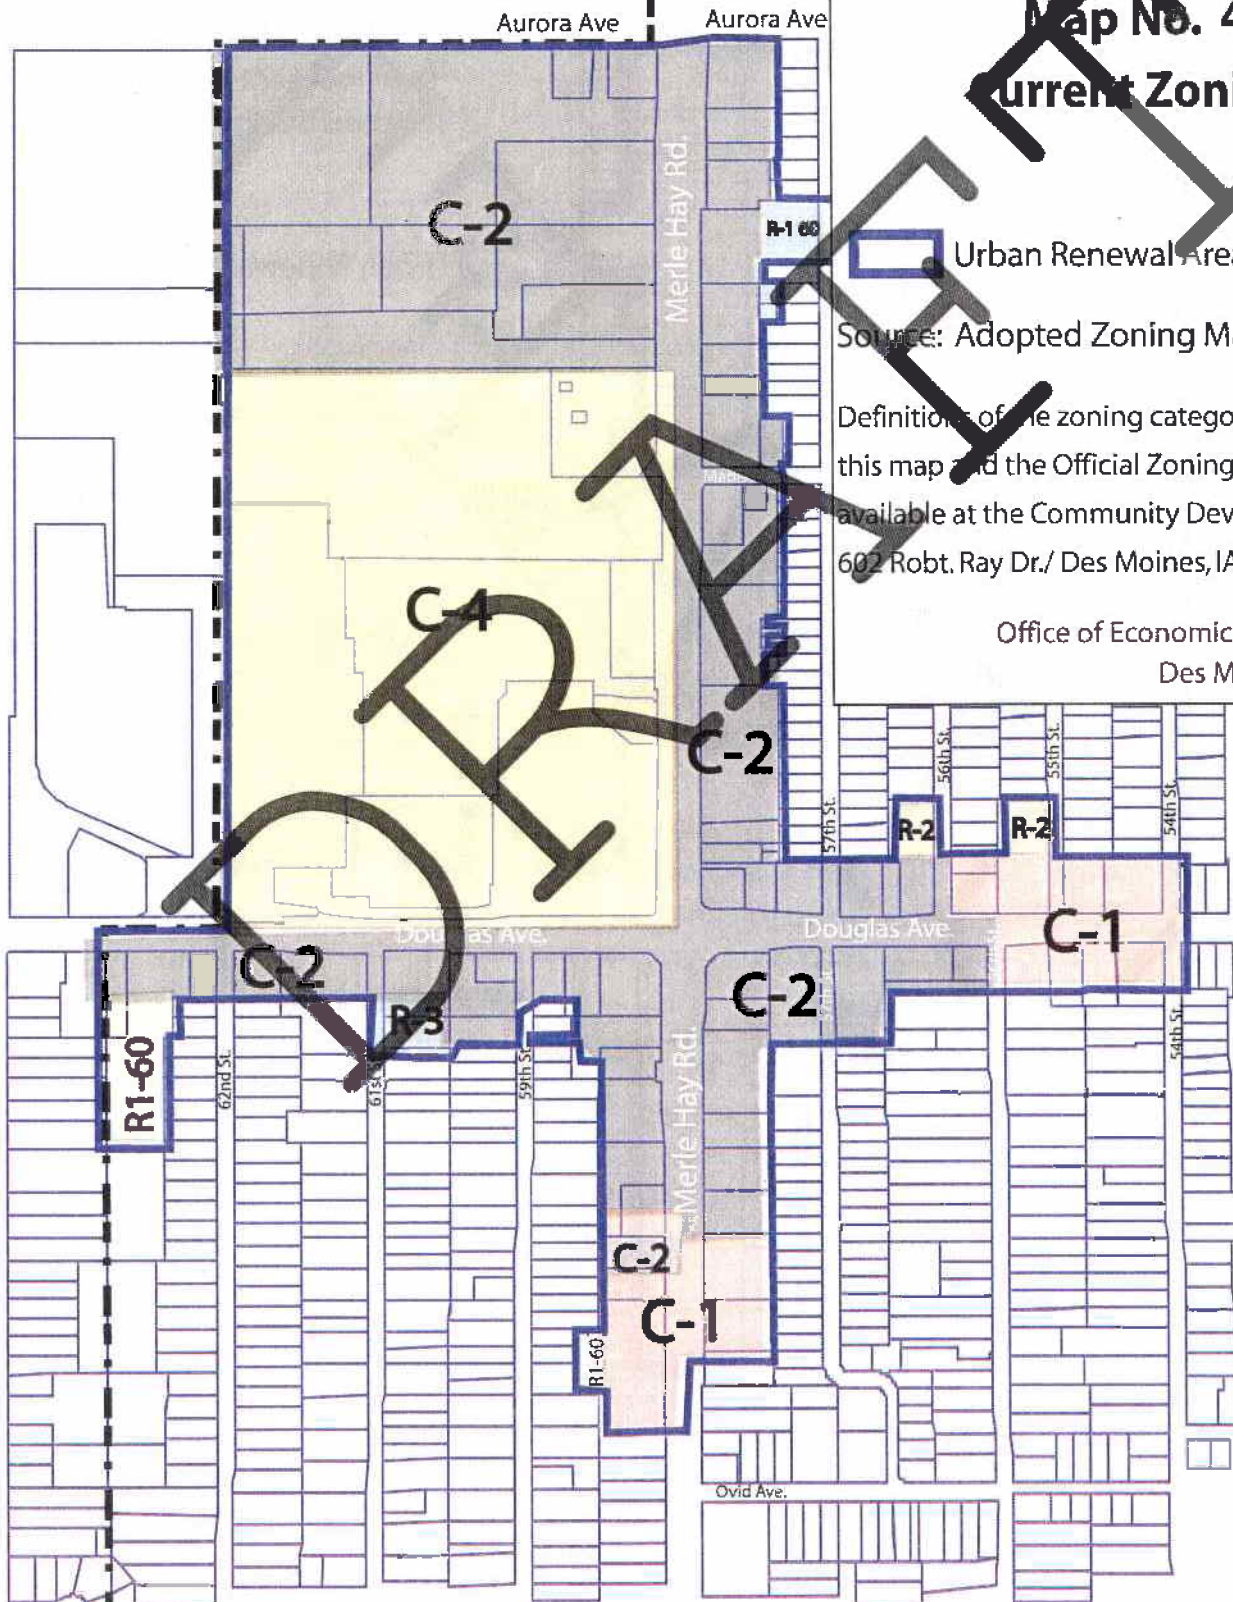 Aurora Ave
Aurora Ave
Map No. 4
Current Zoni
Merle Hay Rd.
C-2
R-1 60
Urban Renewal Area
Source: Adopted Zoning Ma
Definitions of the zoning catego
this map and the Official Zoning
available at the Community Dev
602 Robt. Ray Dr./ Des Moines, IA
Office of Economic
Des M
DRAFT
C-4
C-2
56th St.
55th St.
54th St.
57th St.
R-2
R-2
Douglas Ave.
Douglas Ave.
C-1
C-2
C-2
R-3
R1-60
62nd St.
61st
59th St.
54th St.
Merle Hay Rd.
C-2
C-1
R1-60
Ovid Ave.